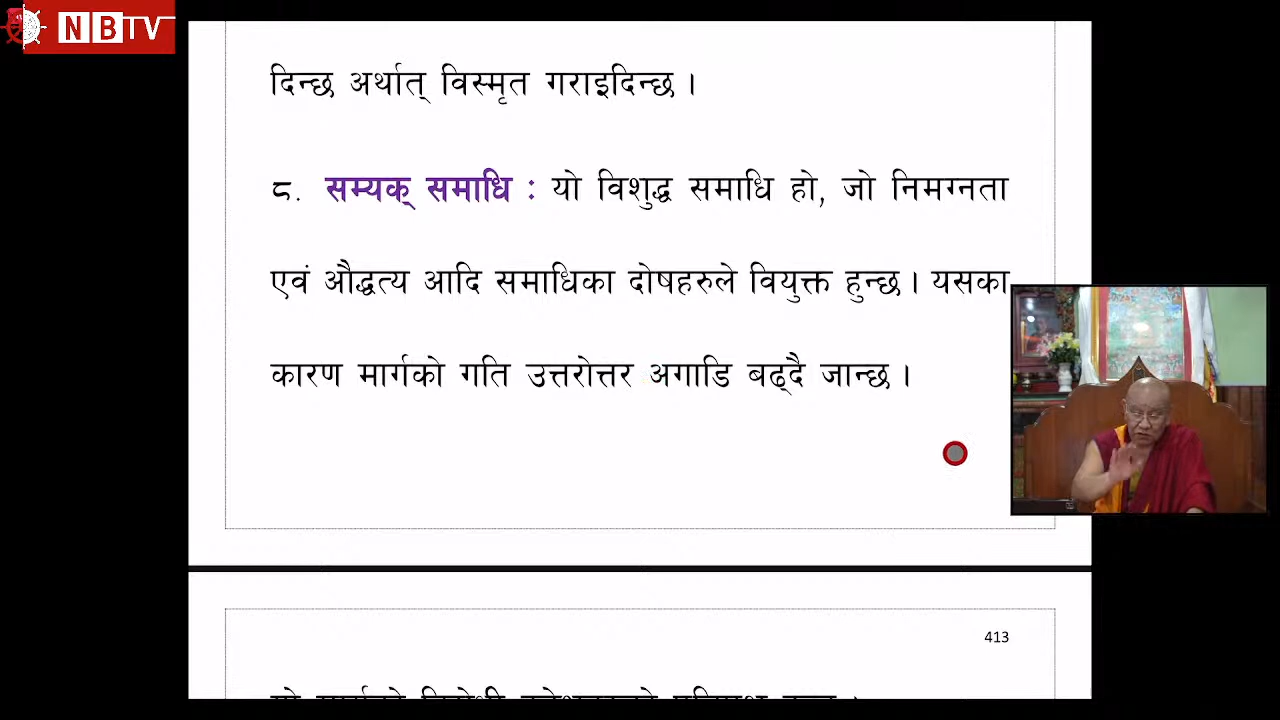 NBTV
दिन्छ अर्थात् विस्मृत गराइदिन्छ ।
८. सम्यक् समाधि : यो विशुद्ध समाधि हो, जो निमग्नता
एवं औद्धत्य आदि समाधिका दोषहरुले वियुक्त हुन्छ । यसका
कारण मार्गको गति उत्तरोत्तर अगाडि बढ्दै जान्छ ।
413